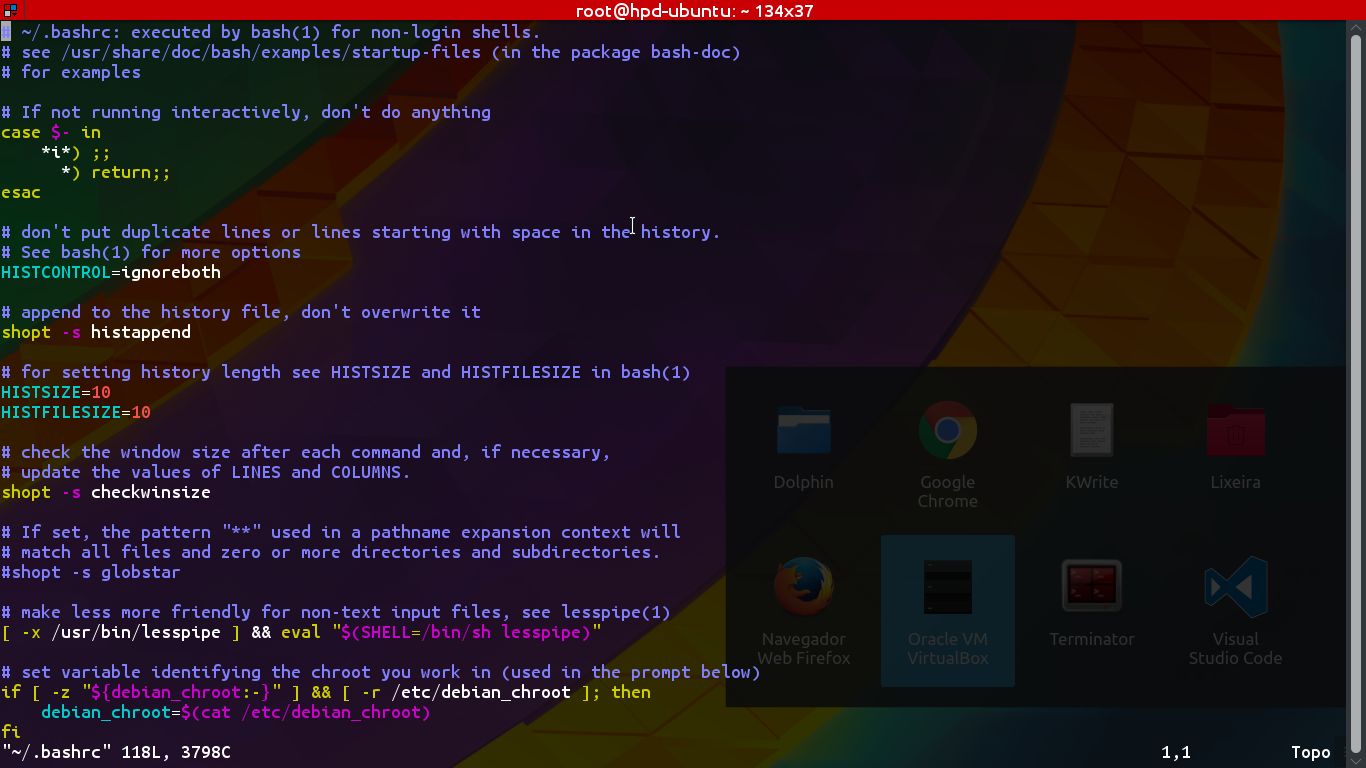 root@hpd-ubuntu: ~ 134x37
# ~/.bashrc: executed by bash(1) for non-login shells.
# see /usr/share/doc/bash/examples/startup-files (in the package bash-doc)
# for examples
# If not running interactively, don't do anything
case $- in
    *i*) ;;
      *) return;;
esac
# don't put duplicate lines or lines starting with space in the history.
# See bash(1) for more options
HISTCONTROL=ignoreboth
# append to the history file, don't overwrite it
shopt -s histappend
# for setting history length see HISTSIZE and HISTFILESIZE in bash(1)
HISTSIZE=10
HISTFILESIZE=10
# check the window size after each command and, if necessary,
# update the values of LINES and COLUMNS.
shopt -s checkwinsize
# If set, the pattern "**" used in a pathname expansion context will
# match all files and zero or more directories and subdirectories.
#shopt -s globstar
# make less more friendly for non-text input files, see lesspipe(1)
[ -x /usr/bin/lesspipe ] && eval "$(SHELL=/bin/sh lesspipe)"
# set variable identifying the chroot you work in (used in the prompt below)
if [ -z "${debian_chroot:-}" ] && [ -r /etc/debian_chroot ]; then
    debian_chroot=$(cat /etc/debian_chroot)
fi
"~/.bashrc" 118L, 3798C 1,1 Topo
Dolphin
Google
Chrome
KWrite
Lixeira
Navegador
Web Firefox
Oracle VM
VirtualBox
Terminator
Visual
Studio Code